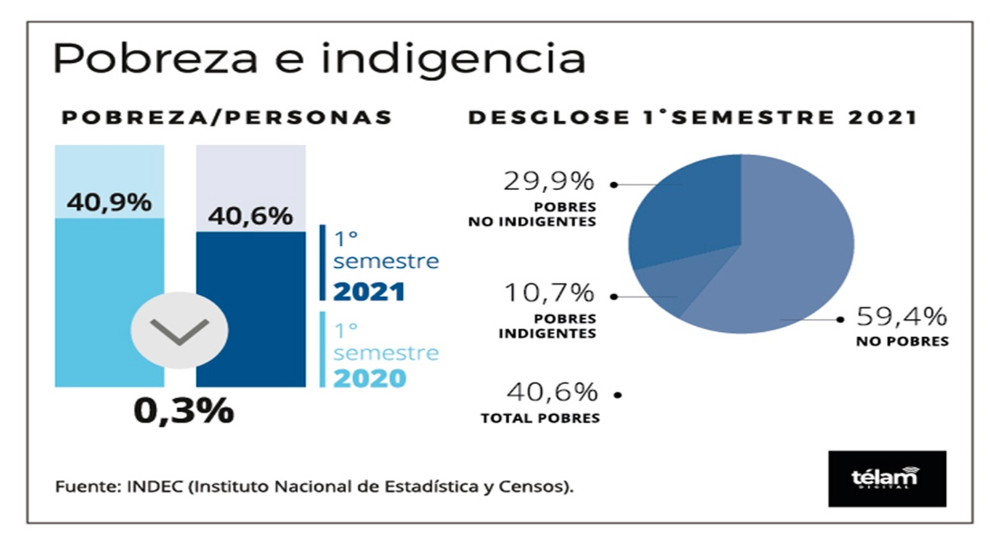 Pobreza e indigencia
POBREZA/PERSONAS
40,9%
40,6%
1°
semestre
2021
1°
semestre
2020
0,3%
DESGLOSE 1°SEMESTRE 2021
29,9%
POBRES
NO INDIGENTES
10,7%
POBRES
INDIGENTES
59,4%
NO POBRES
40,6%
TOTAL POBRES
Fuente: INDEC (Instituto Nacional de Estadística y Censos).
télam
DIGITAL